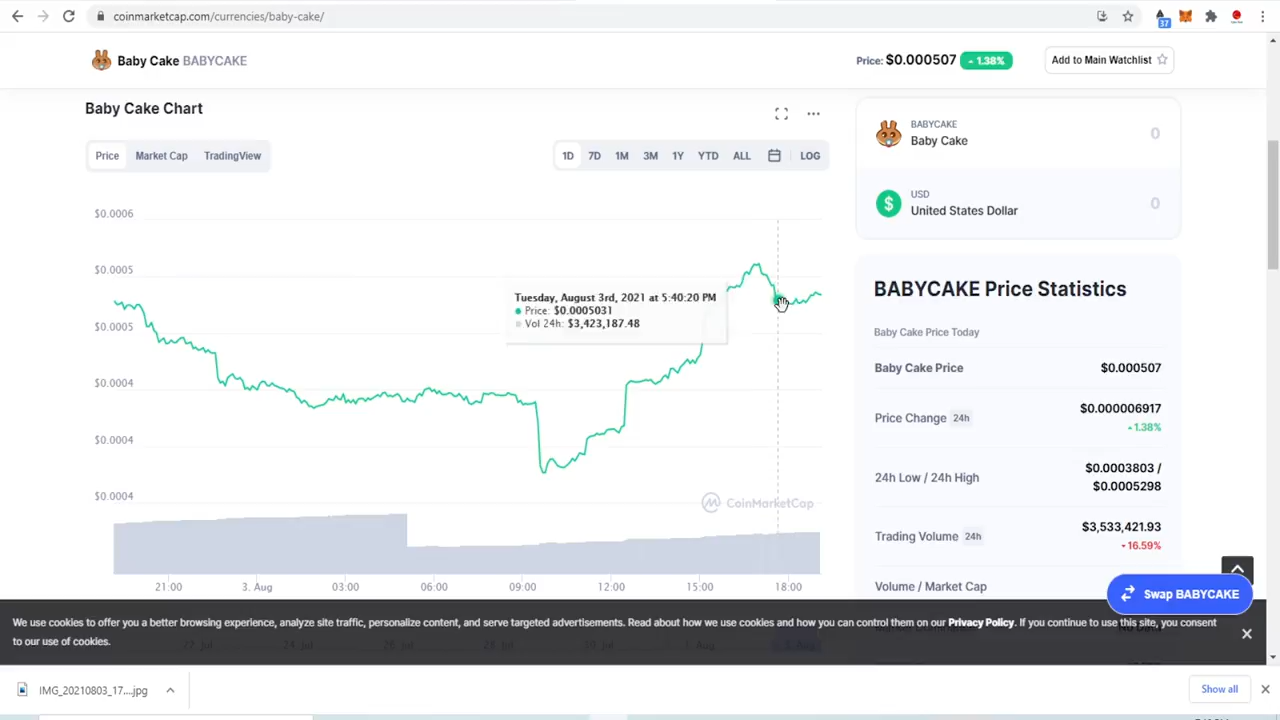 coinmarketcap.com/currencies/baby-cake/
37
Baby Cake BABYCAKE
Price: $0.000507 1.38%
Add to Main Watchlist
Baby Cake Chart
Price Market Cap TradingView
1D 7D 1M 3M 1Y YTD ALL LOG
$0.0006
$0.0005
$0.0005
$0.0004
$0.0004
$0.0004
Tuesday, August 3rd, 2021 at 5:40:20 PM
Price: $0.0005031
Vol 24h: $3,423,187.48
CoinMarketCap
21:00 3. Aug 03:00 06:00 09:00 12:00 15:00 18:00
BABYCAKE
Baby Cake
0
USD
$
United States Dollar
0
BABYCAKE Price Statistics
Baby Cake Price Today
Baby Cake Price $0.000507
Price Change 24h $0.000006917
1.38%
24h Low / 24h High $0.0003803 /
$0.0005298
Trading Volume 24h $3,533,421.93
16.59%
Volume / Market Cap
Swap BABYCAKE
We use cookies to offer you a better browsing experience, analyze site traffic, personalize content, and serve targeted advertisements. Read about how we use cookies and how you can control them on our Privacy Policy. If you continue to use this site, you consent
to our use of cookies.
IMG_20210803_17....jpg
Show all